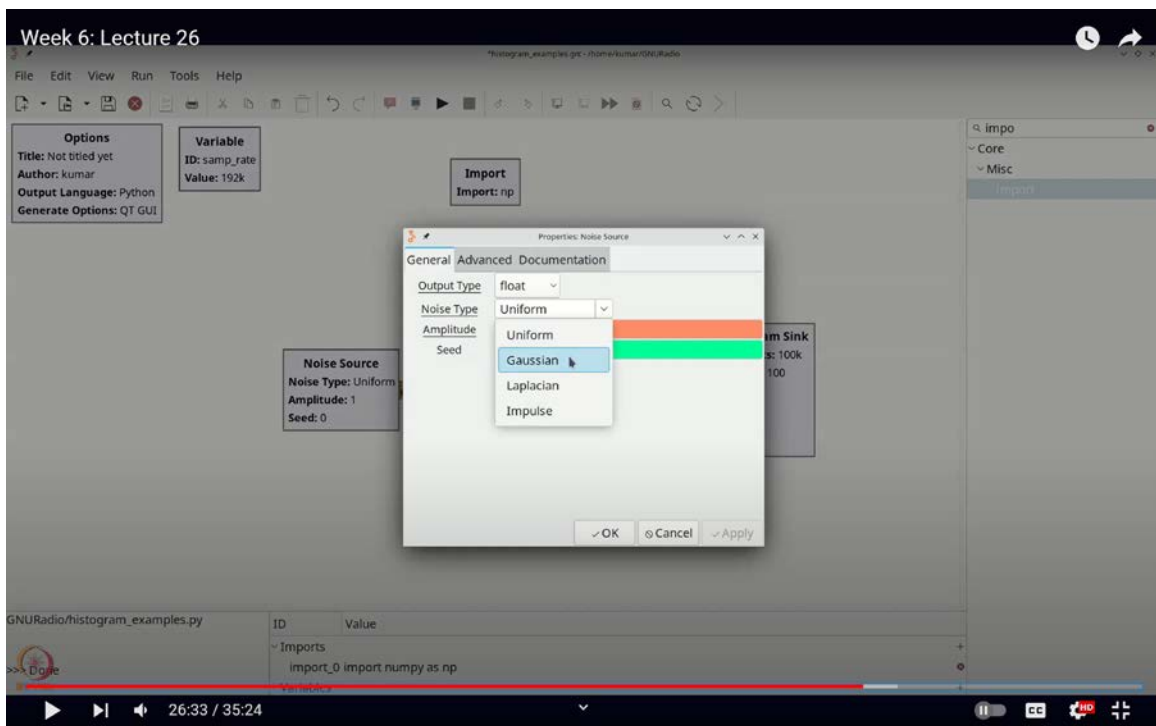 Week 6: Lecture 26
*histogram_examples.grc - /home/kumar/GNURadio
File Edit View Run Tools Help
Options
Title: Not titled yet
Author: kumar
Output Language: Python
Generate Options: QT GUI
Variable
ID: samp_rate
Value: 192k
Import
Import: np
impo
Core
Misc
Import
Properties: Noise Source
General Advanced Documentation
Output Type float
Noise Type Uniform
Amplitude
Seed
Uniform
Gaussian
Laplacian
Impulse
Noise Source
Noise Type: Uniform
Amplitude: 1
Seed: 0
m Sink
s: 100k
100
OK Cancel Apply
GNURadio/histogram_examples.py
>>> Done
ID Value
Imports
import_0 import numpy as np
Variables
26:33 / 35:24
CC HD